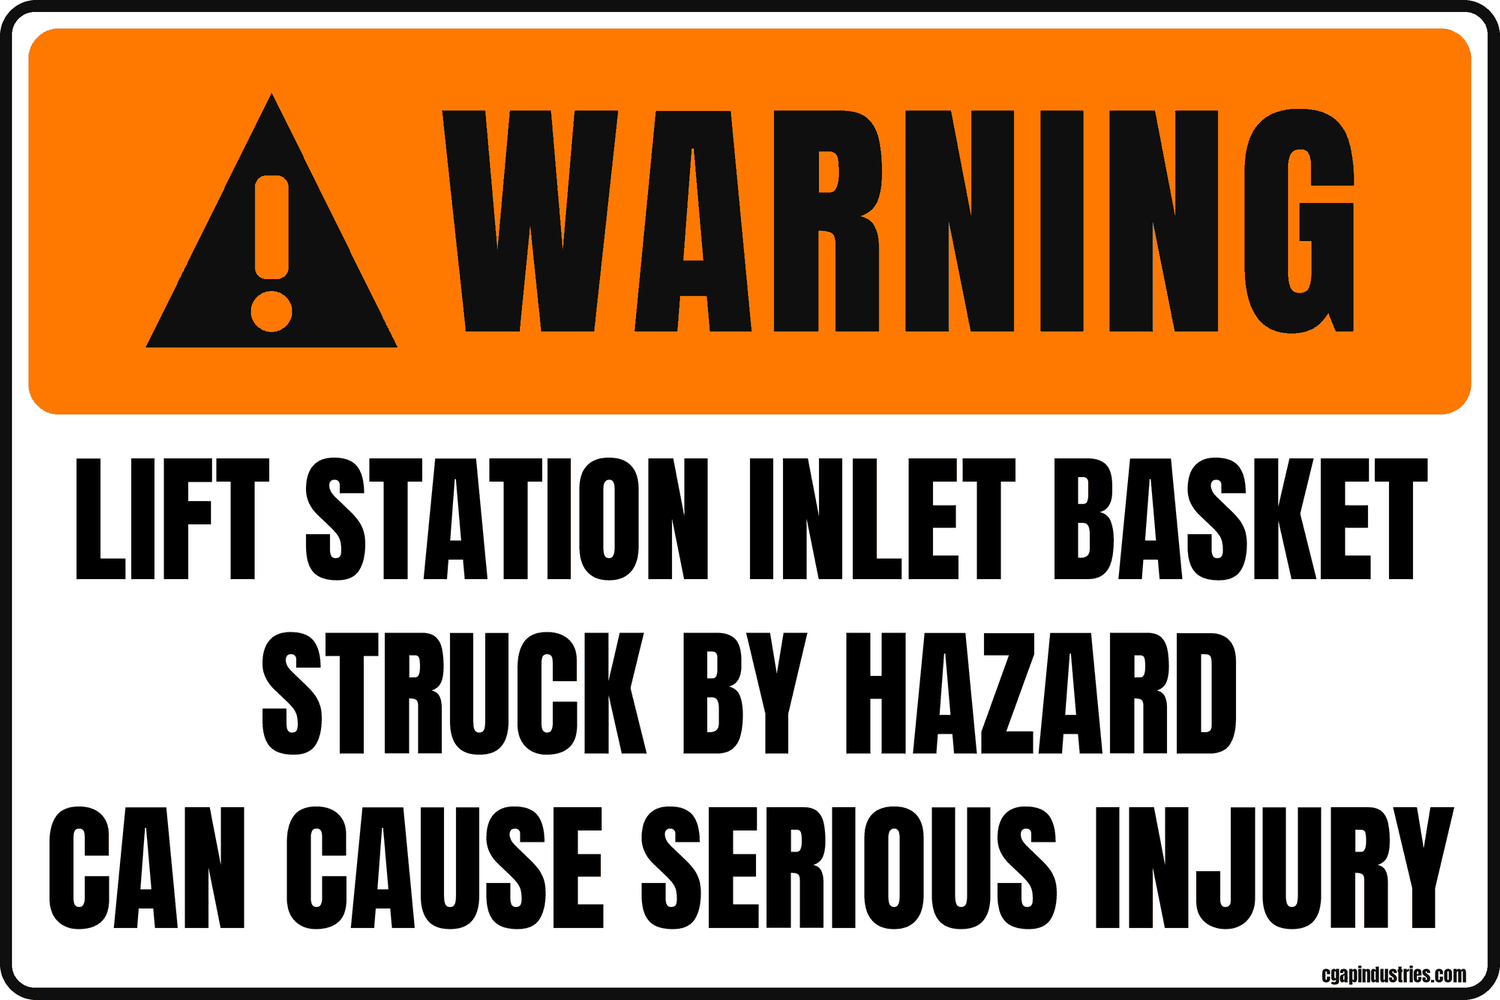 WARNING
LIFT STATION INLET BASKET
STRUCK BY HAZARD
CAN CAUSE SERIOUS INJURY
cgapindustries.com